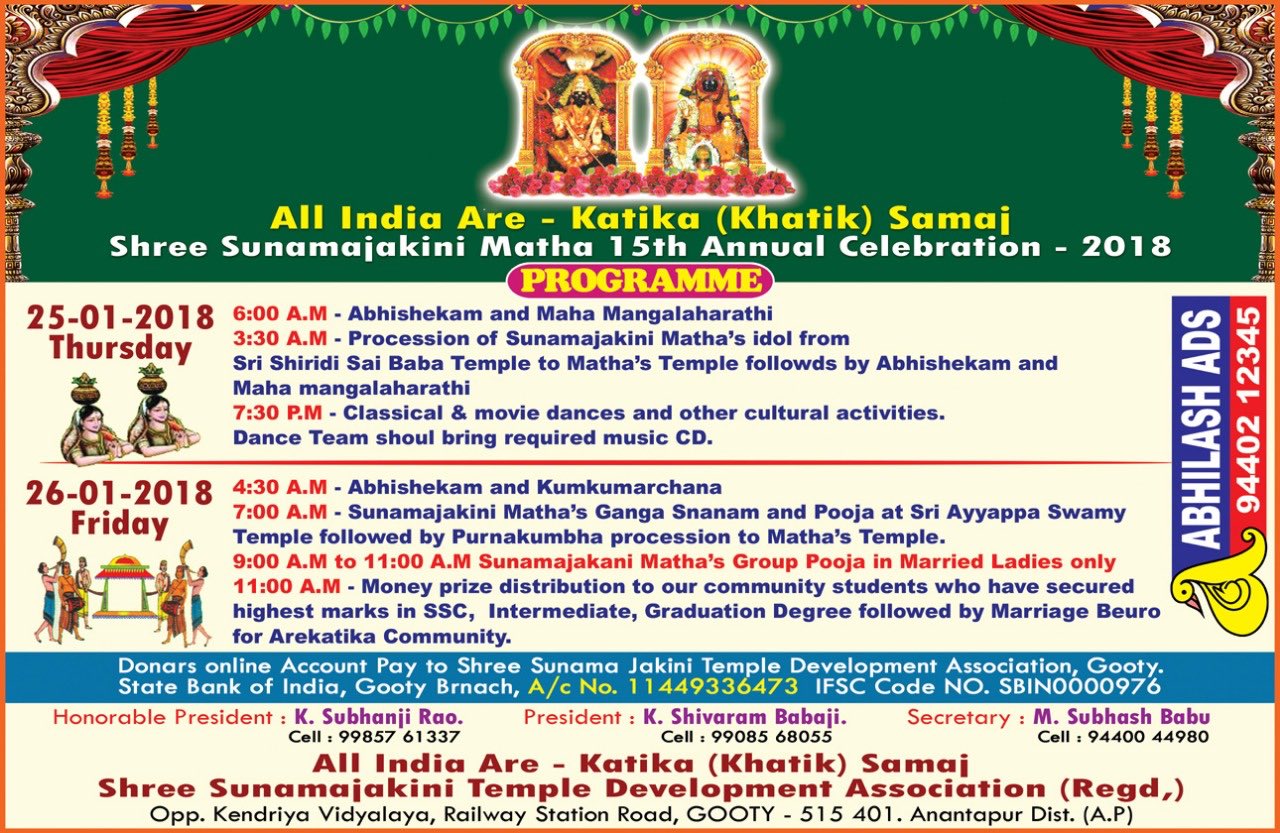 All India Are - Katika (Khatik) Samaj
Shree Sunamajakini Matha 15th Annual Celebration - 2018
PROGRAMME
25-01-2018
Thursday
6:00 A.M - Abhishekam and Maha Mangalaharathi
3:30 A.M - Procession of Sunamajakini Matha's idol from
Sri Shiridi Sai Baba Temple to Matha's Temple followds by Abhishekam and
Maha mangalaharathi
7:30 P.M - Classical & movie dances and other cultural activities.
Dance Team shoul bring required music CD.
26-01-2018
Friday
4:30 A.M - Abhishekam and Kumkumarchana
7:00 A.M - Sunamajakini Matha's Ganga Snanam and Pooja at Sri Ayyappa Swamy
Temple followed by Purnakumbha procession to Matha's Temple.
9:00 A.M to 11:00 A.M Sunamajakani Matha's Group Pooja in Married Ladies only
11:00 A.M - Money prize distribution to our community students who have secured
highest marks in SSC, Intermediate, Graduation Degree followed by Marriage Beuro
for Arekatika Community.
ABHILASH ADS
94402 12345
Donars online Account Pay to Shree Sunama Jakini Temple Development Association, Gooty.
State Bank of India, Gooty Brnach, A/c No. 11449336473 IFSC Code NO. SBIN0000976
Honorable President : K. Subhanji Rao.
Cell : 99857 61337
President : K. Shivaram Babaji.
Cell : 99085 68055
Secretary : M. Subhash Babu
Cell : 94400 44980
All India Are - Katika (Khatik) Samaj
Shree Sunamajakini Temple Development Association (Regd,)
Opp. Kendriya Vidyalaya, Railway Station Road, GOOTY - 515 401. Anantapur Dist. (A.P)